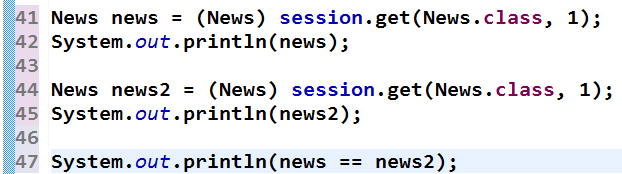 41 News news = (News) session.get(News.class, 1);
42 System.out.println(news);
43
44 News news2 = (News) session.get(News.class, 1);
45 System.out.println(news2);
46
47 System.out.println(news == news2);